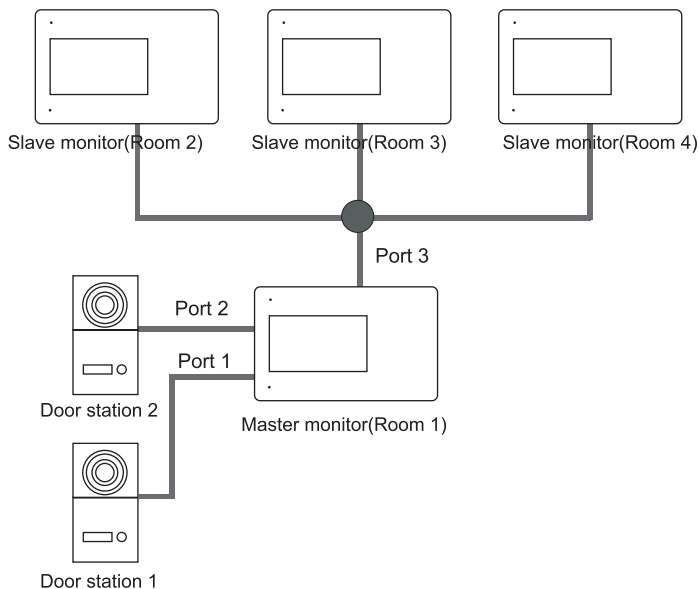 Slave monitor(Room 2)
Slave monitor(Room 3)
Slave monitor(Room 4)
Port 3
Port 2
Port 1
Door station 2
Master monitor(Room 1)
Door station 1